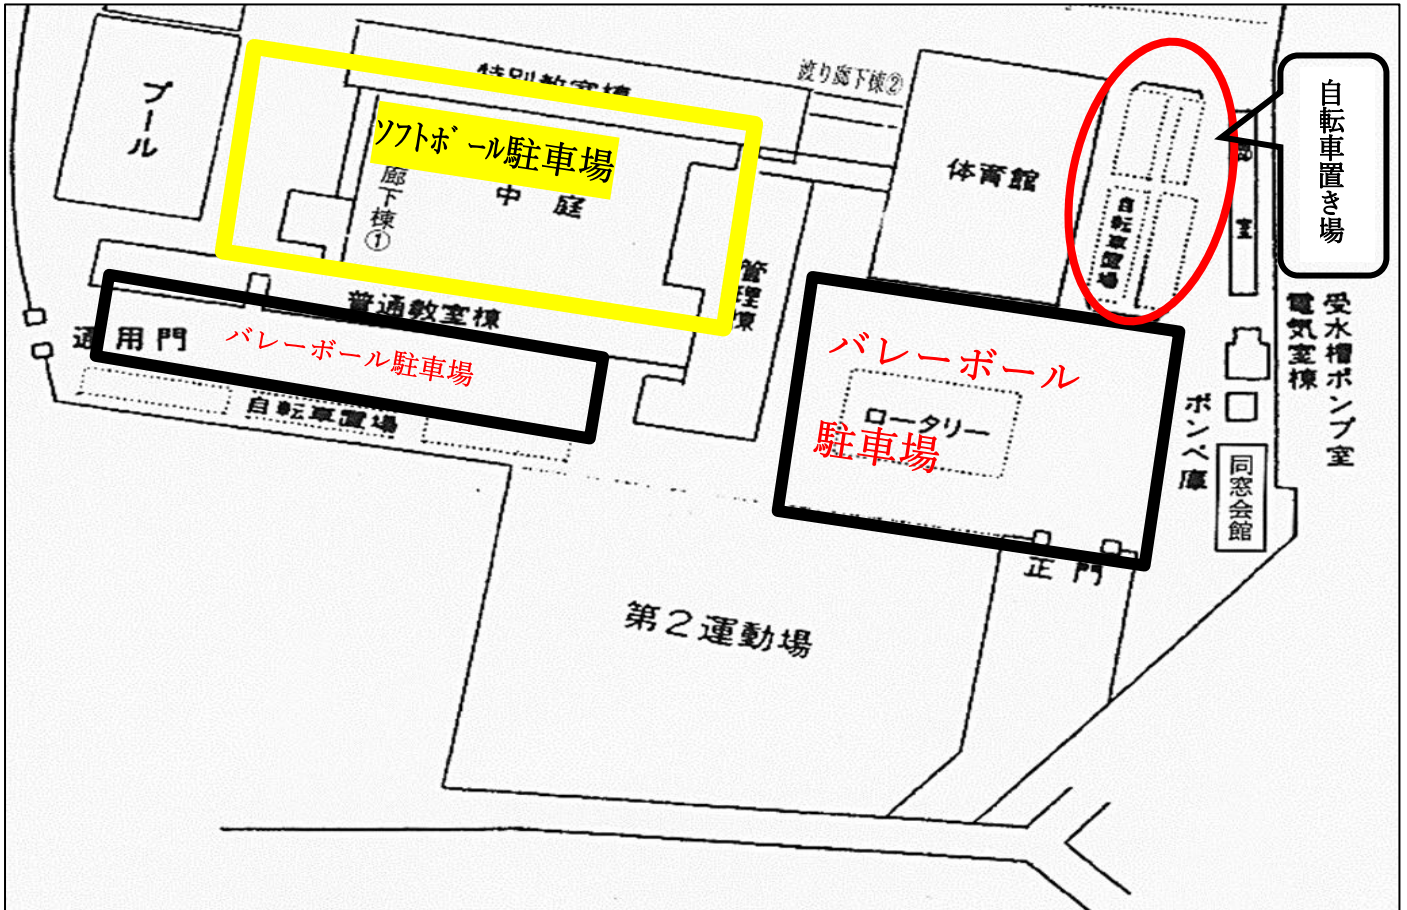 プール
特別教室棟
渡り廊下棟②
ソフトボール駐車場
廊下棟①
中庭
体育館
自転車置場
自転車置き場
室
管理棟
普通教室棟
通用門
バレーボール駐車場
自転車置場
バレーボール
駐車場
ロータリー
受水槽ポンプ室
電気室棟
ボンベ庫
同窓会館
正門
第2運動場